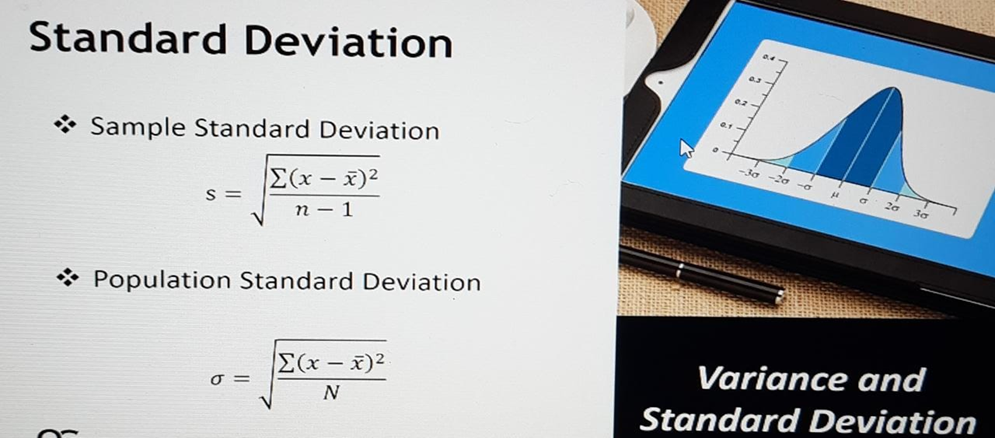 Standard Deviation
❖ Sample Standard Deviation
s = √(∑(x − x̄)² / (n − 1))
❖ Population Standard Deviation
σ = √(∑(x − x̄)² / N)
0.4
0.3
0.2
0.1
0
-3σ -2σ -σ μ σ 2σ 3σ
Variance and
Standard Deviation